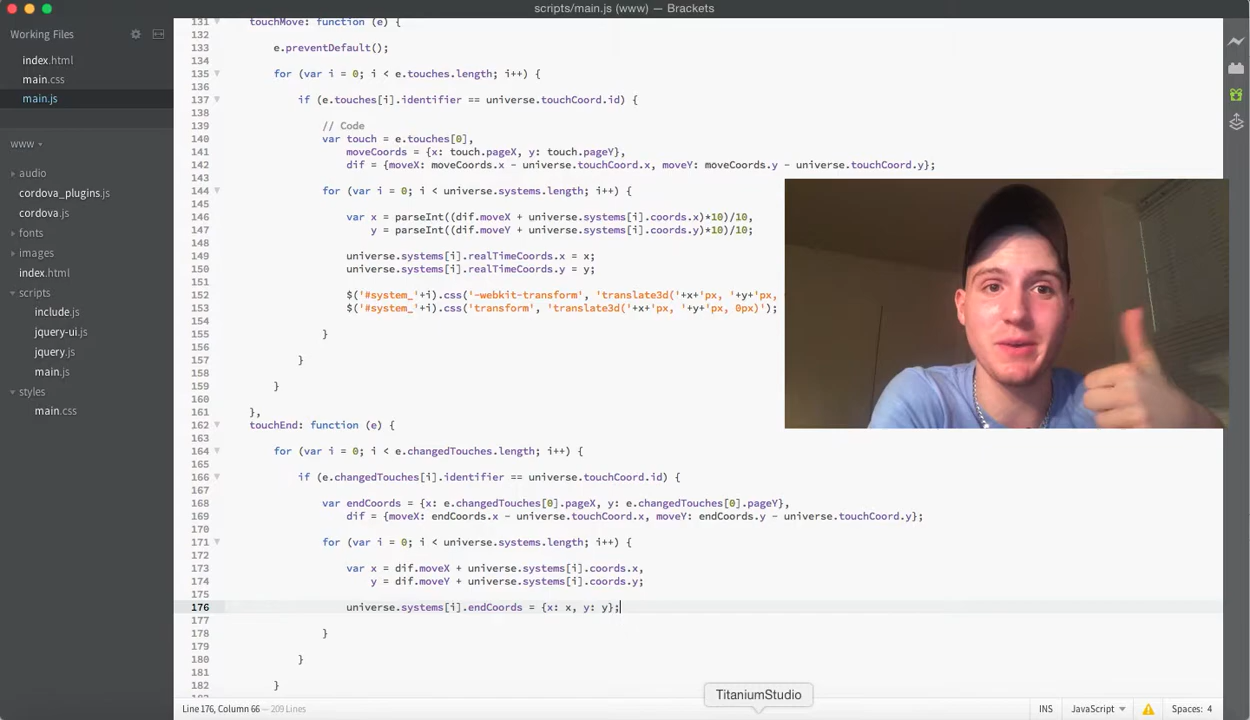 scripts/main.js (www) — Brackets
Working Files
index.html
main.css
main.js
www
audio
cordova_plugins.js
cordova.js
fonts
images
index.html
scripts
include.js
jquery-ui.js
jquery.js
main.js
styles
main.css
131 touchMove: function (e) {
132
133 e.preventDefault();
134
135 for (var i = 0; i < e.touches.length; i++) {
136
137 if (e.touches[i].identifier == universe.touchCoord.id) {
138
139 // Code
140 var touch = e.touches[0],
141 moveCoords = {x: touch.pageX, y: touch.pageY},
142 dif = {moveX: moveCoords.x - universe.touchCoord.x, moveY: moveCoords.y - universe.touchCoord.y};
143
144 for (var i = 0; i < universe.systems.length; i++) {
145
146 var x = parseInt((dif.moveX + universe.systems[i].coords.x)*10)/10,
147 y = parseInt((dif.moveY + universe.systems[i].coords.y)*10)/10;
148
149 universe.systems[i].realTimeCoords.x = x;
150 universe.systems[i].realTimeCoords.y = y;
151
152 $('#system_'+i).css('-webkit-transform', 'translate3d('+x+'px, '+y+'px,
153 $('#system_'+i).css('transform', 'translate3d('+x+'px, '+y+'px, 0px)');
154
155 }
156
157 }
158
159 }
160
161 },
162 touchEnd: function (e) {
163
164 for (var i = 0; i < e.changedTouches.length; i++) {
165
166 if (e.changedTouches[i].identifier == universe.touchCoord.id) {
167
168 var endCoords = {x: e.changedTouches[0].pageX, y: e.changedTouches[0].pageY},
169 dif = {moveX: endCoords.x - universe.touchCoord.x, moveY: endCoords.y - universe.touchCoord.y};
170
171 for (var i = 0; i < universe.systems.length; i++) {
172
173 var x = dif.moveX + universe.systems[i].coords.x,
174 y = dif.moveY + universe.systems[i].coords.y;
175
176 universe.systems[i].endCoords = {x: x, y: y};
177
178 }
179
180 }
181
182 }
TitaniumStudio
Line 176, Column 66 — 209 Lines
INS
JavaScript
Spaces: 4